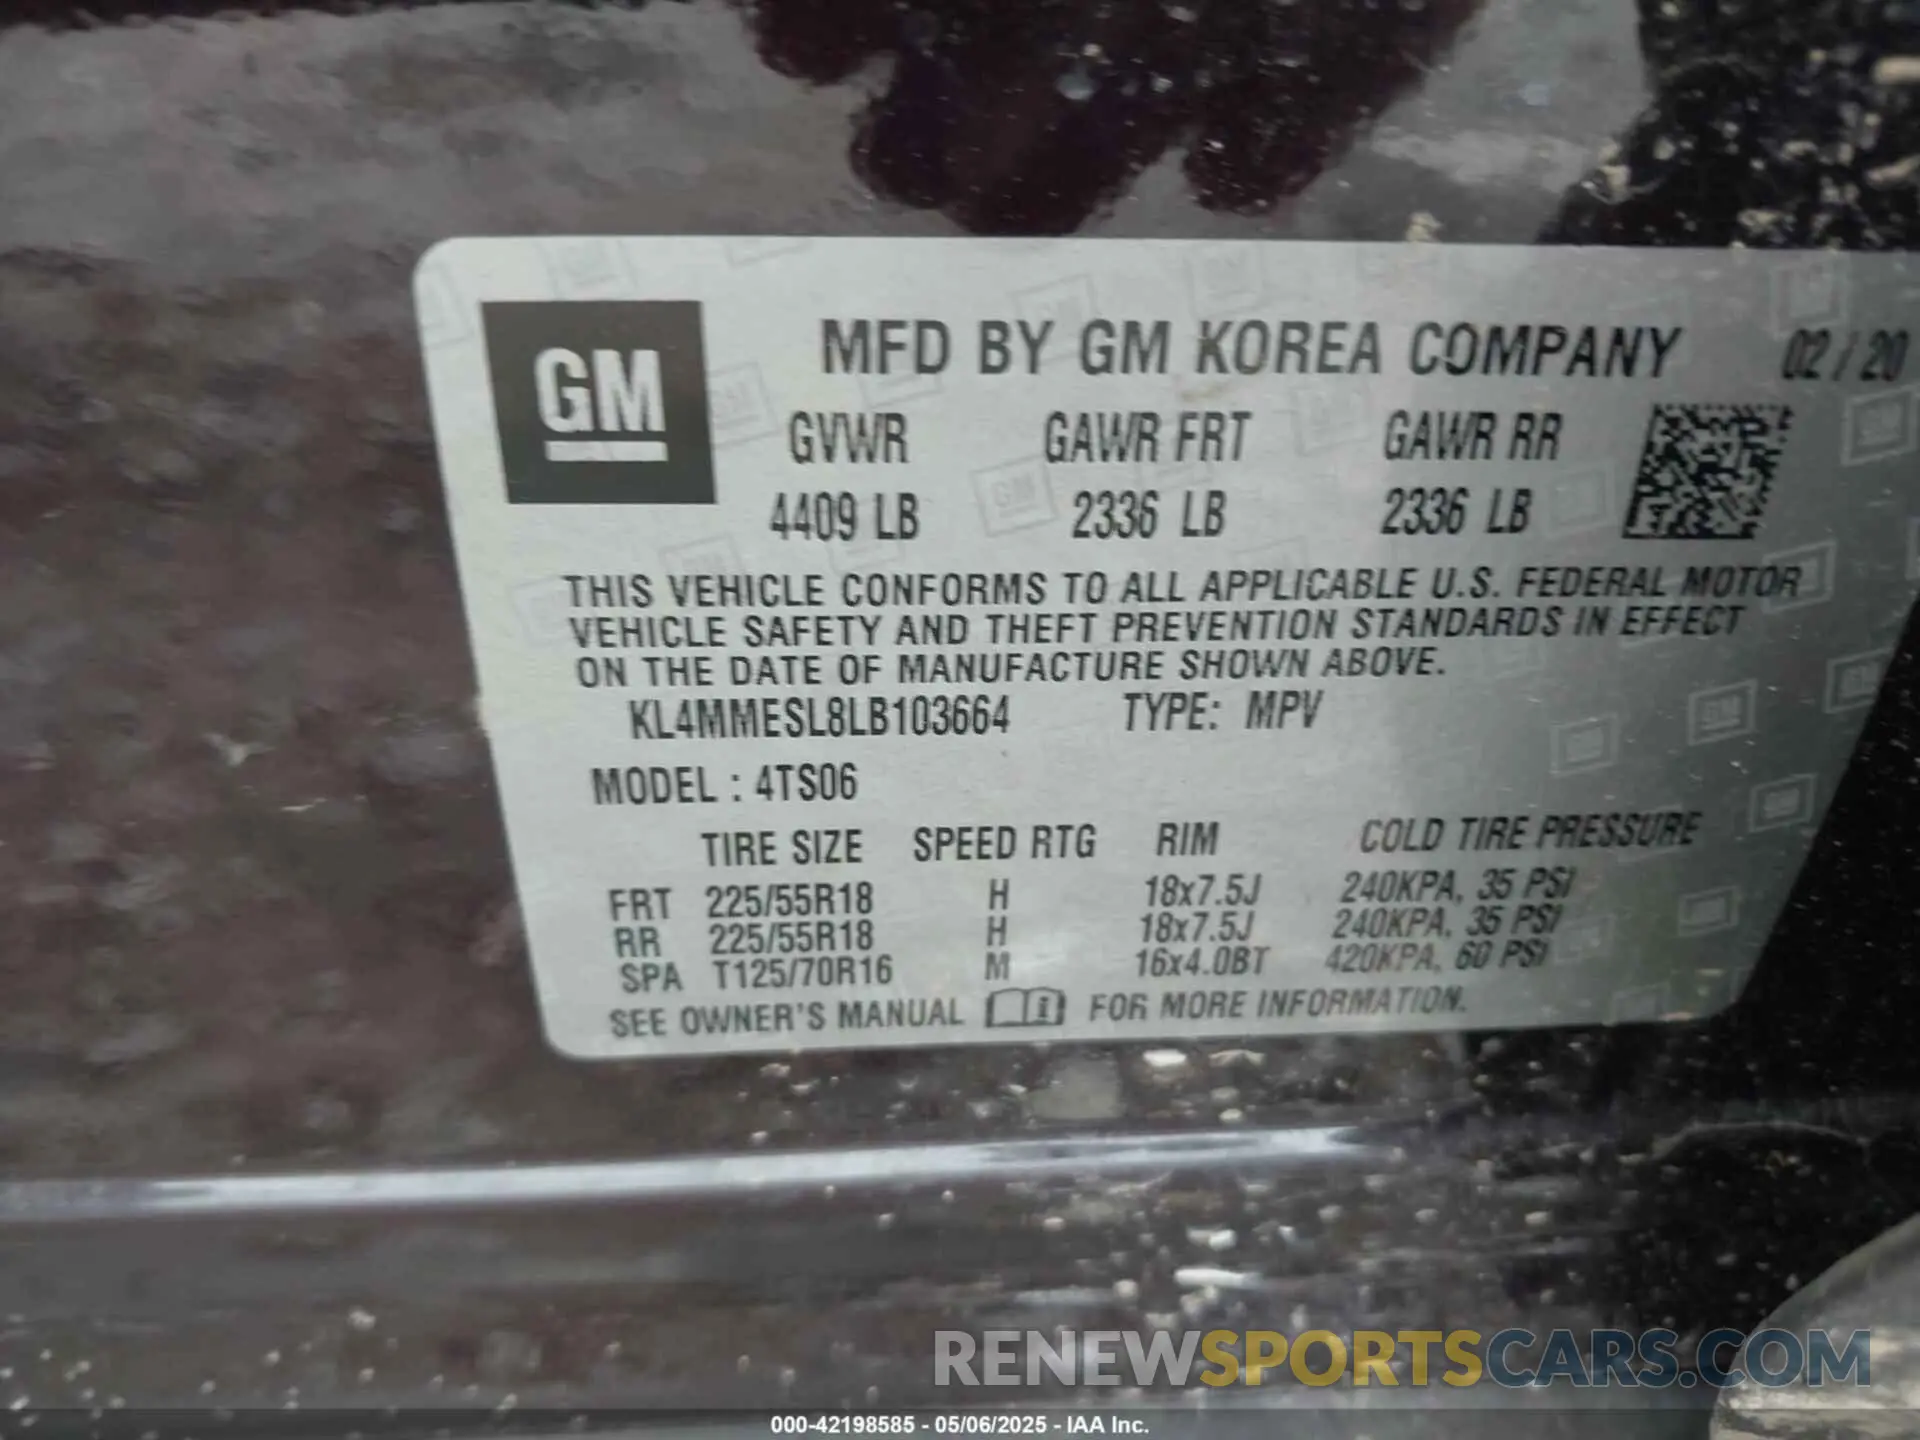 GM
MFD BY GM KOREA COMPANY 02 / 20
GVWR GAWR FRT GAWR RR
4409 LB 2336 LB 2336 LB
THIS VEHICLE CONFORMS TO ALL APPLICABLE U.S. FEDERAL MOTOR
VEHICLE SAFETY AND THEFT PREVENTION STANDARDS IN EFFECT
ON THE DATE OF MANUFACTURE SHOWN ABOVE.
KL4MMESL8LB103664 TYPE: MPV
MODEL : 4TS06
TIRE SIZE SPEED RTG RIM COLD TIRE PRESSURE
FRT 225/55R18 H 18x7.5J 240KPA, 35 PSI
RR 225/55R18 H 18x7.5J 240KPA, 35 PSI
SPA T125/70R16 M 16x4.0BT 420KPA, 60 PSI
SEE OWNER'S MANUAL FOR MORE INFORMATION.
RENEWSPORTSCARS.COM
000-42198585 - 05/06/2025 - IAA Inc.